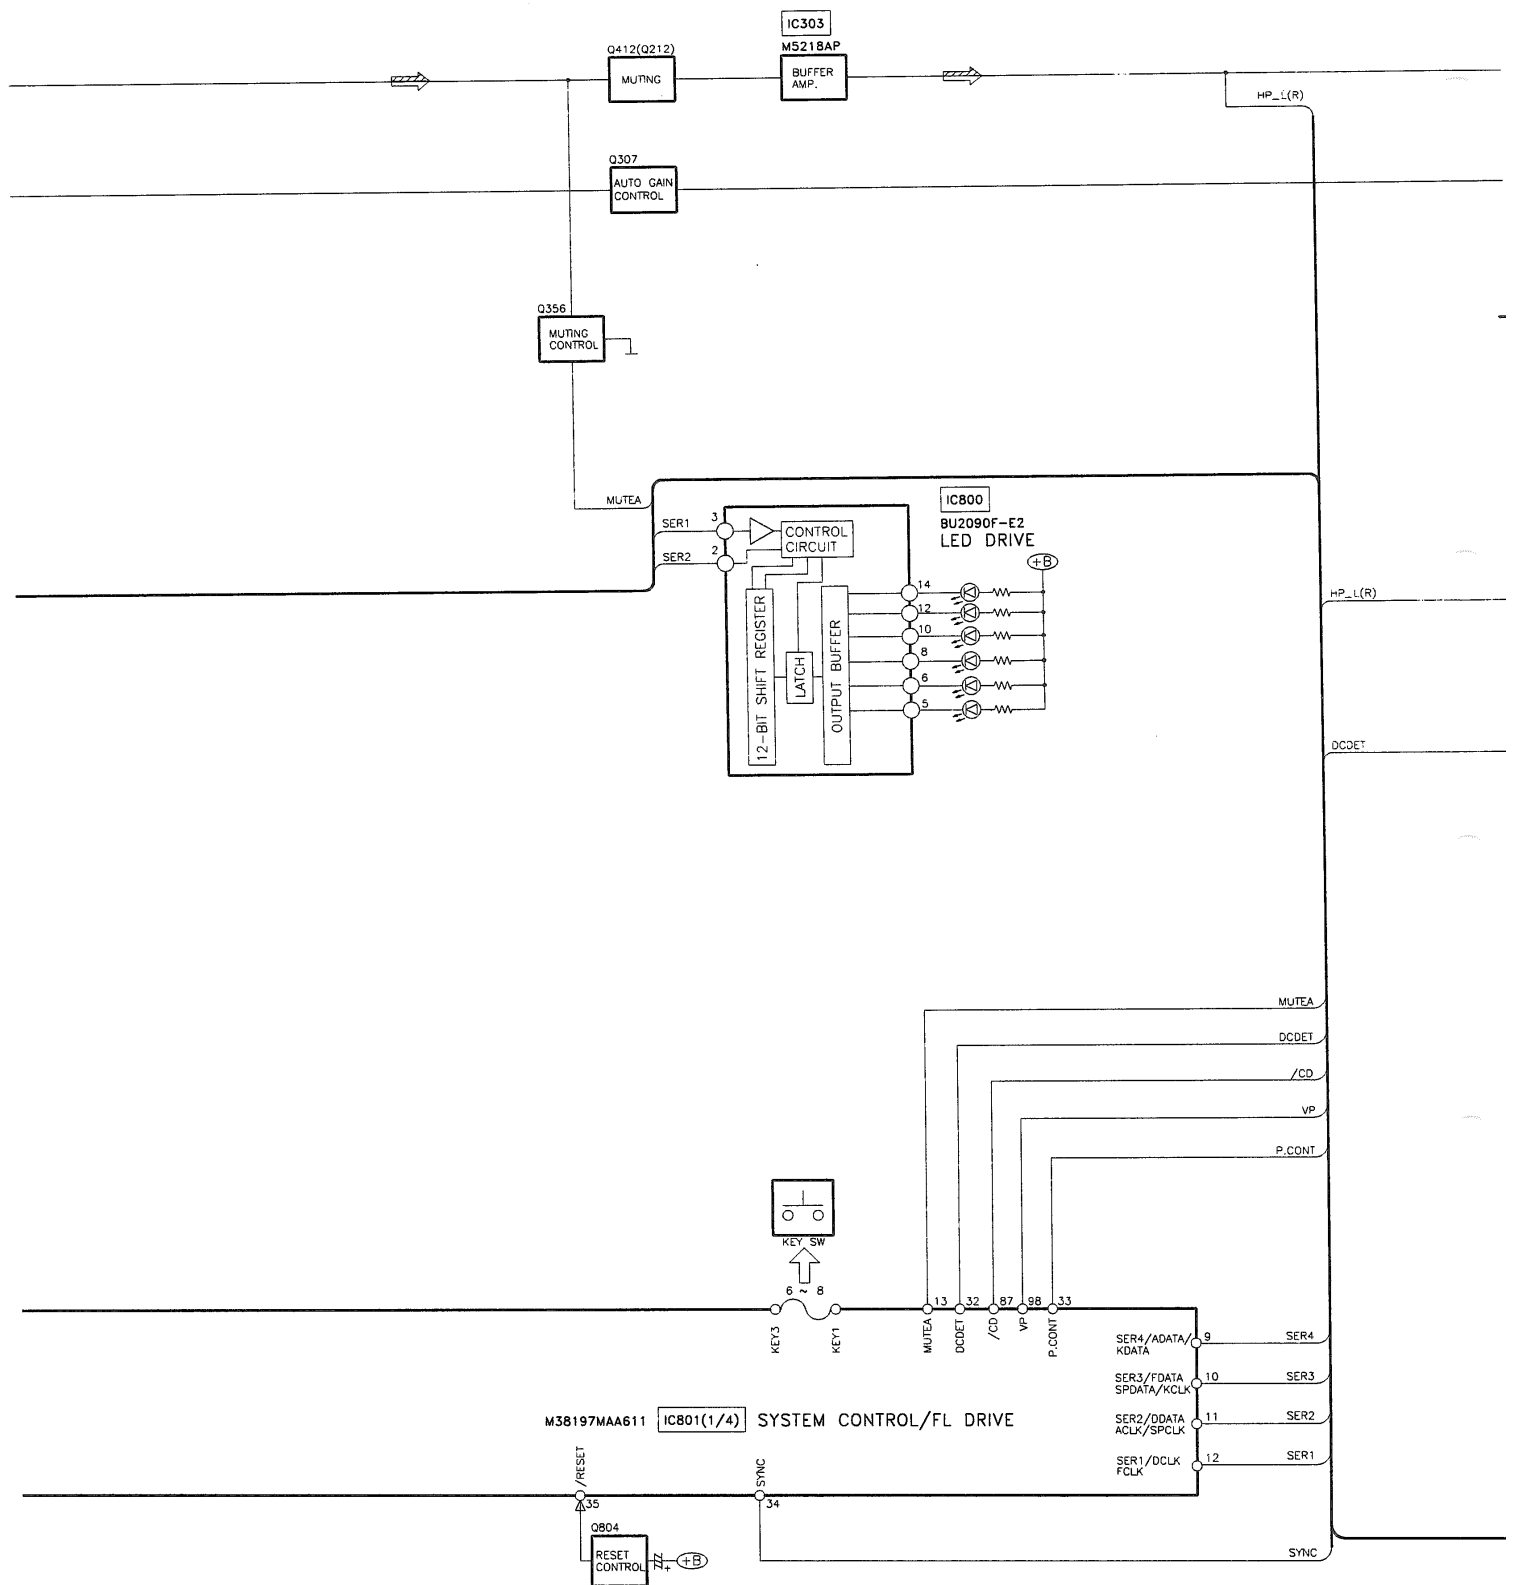 IC303
M5218AP
Q412(Q212)
MUTING
BUFFER
AMP.
HP_L(R)
Q307
AUTO GAIN
CONTROL
Q356
MUTING
CONTROL
MUTEA
SER1
3
SER2
2
CONTROL
CIRCUIT
IC800
BU2090F-E2
LED DRIVE
+B
12-BIT SHIFT REGISTER
LATCH
OUTPUT BUFFER
14
12
10
8
6
5
HP_L(R)
DCDET
MUTEA
DCDET
/CD
VP
P.CONT
KEY SW
6 ~ 8
KEY3
KEY1
13
32
87
98
33
MUTEA
DCDET
/CD
VP
P.CONT
SER4/ADATA/
KDATA
9
SER4
SER3/FDATA
SPDATA/KCLK
10
SER3
SER2/DDATA
ACLK/SPCLK
11
SER2
SER1/DCLK
FCLK
12
SER1
M38197MAA611
IC801(1/4)
SYSTEM CONTROL/FL DRIVE
/RESET
35
SYNC
34
Q804
RESET
CONTROL
+
+B
SYNC